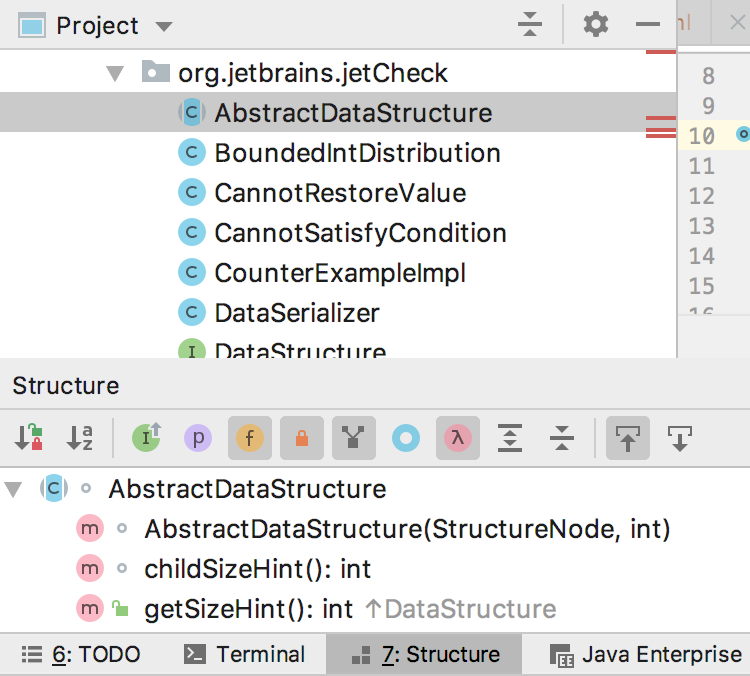 Project
org.jetbrains.jetCheck
AbstractDataStructure
BoundedIntDistribution
CannotRestoreValue
CannotSatisfyCondition
CounterExampleImpl
DataSerializer
DataStructure
8
9
10
11
12
13
14
15
16
Structure
AbstractDataStructure
AbstractDataStructure(StructureNode, int)
childSizeHint(): int
getSizeHint(): int ↑DataStructure
6: TODO Terminal 7: Structure Java Enterprise